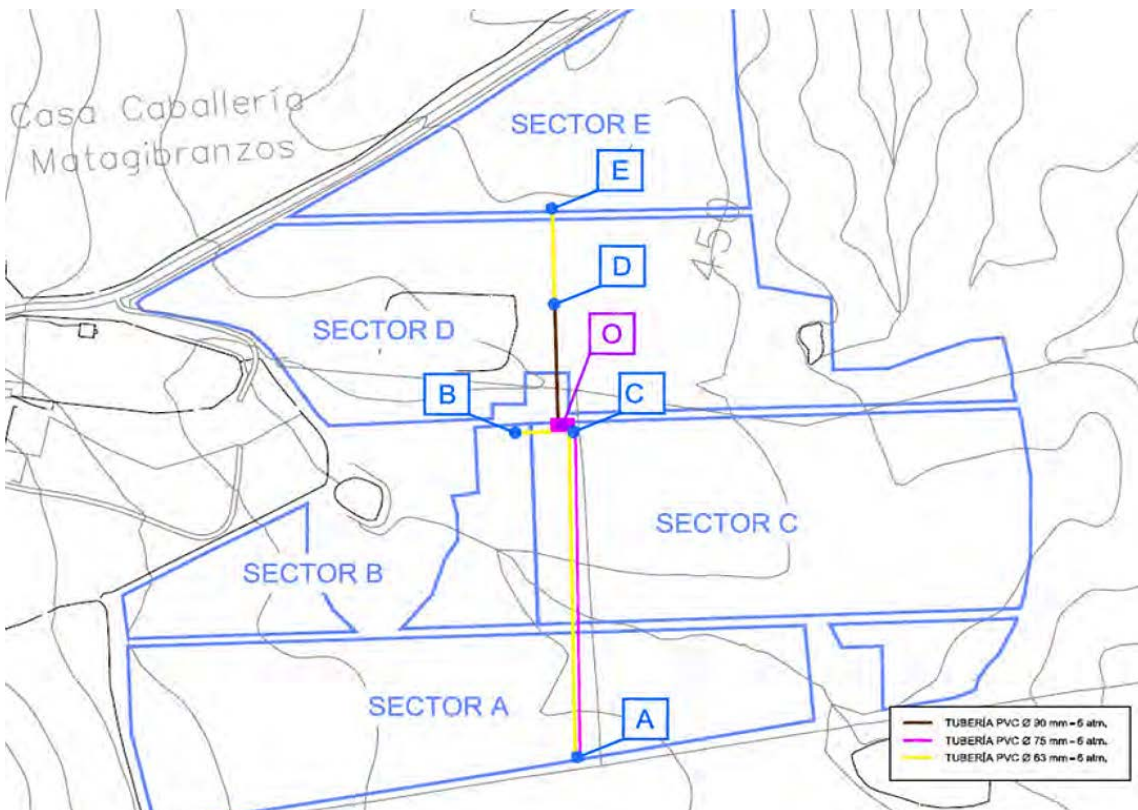 Casa Caballería
Matagibranzos
SECTOR E
E
450
D
SECTOR D
O
B
C
SECTOR C
SECTOR B
SECTOR A
A
TUBERÍA PVC Ø 90 mm - 6 atm.
TUBERÍA PVC Ø 75 mm - 6 atm.
TUBERÍA PVC Ø 63 mm - 6 atm.